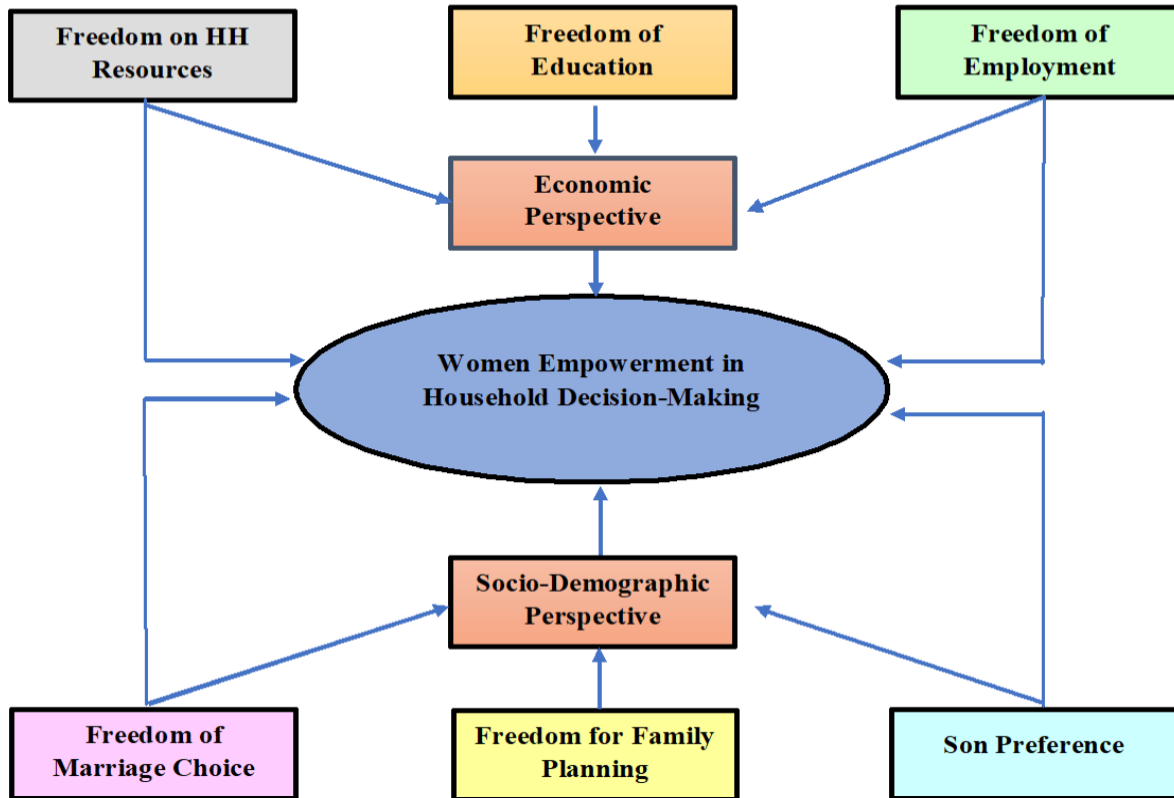 Freedom on HH
Resources
Freedom of
Education
Freedom of
Employment
Economic
Perspective
Women Empowerment in
Household Decision-Making
Socio-Demographic
Perspective
Freedom of
Marriage Choice
Freedom for Family
Planning
Son Preference